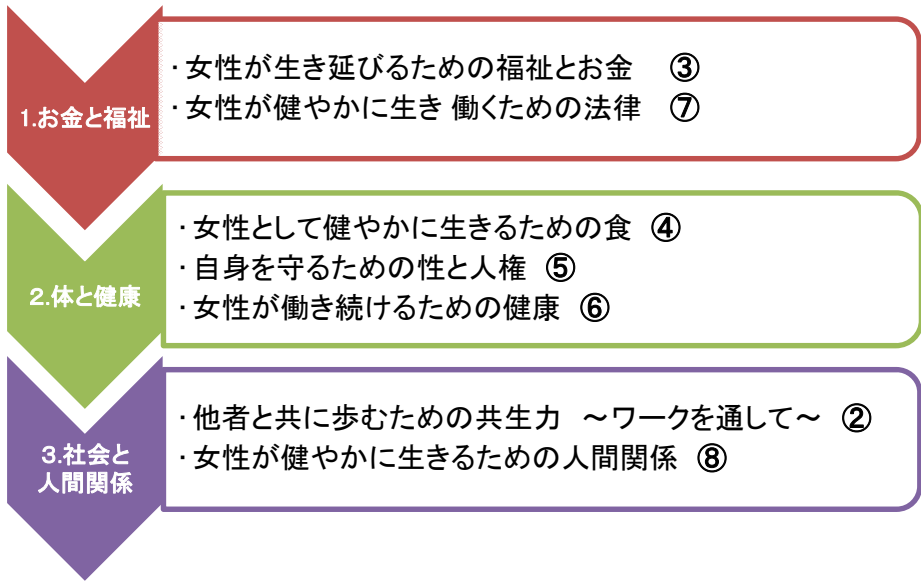 1.お金と福祉
・女性が生き延びるための福祉とお金　③
・女性が健やかに生き 働くための法律　⑦
2.体と健康
・女性として健やかに生きるための食　④
・自身を守るための性と人権　⑤
・女性が働き続けるための健康　⑥
3.社会と
人間関係
・他者と共に歩むための共生力　～ワークを通して～　②
・女性が健やかに生きるための人間関係　⑧